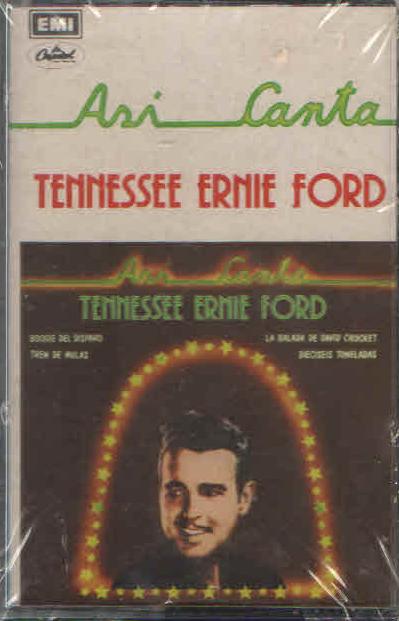 EMI
Capitol
Asi Canta
TENNESSEE ERNIE FORD
Asi Canta
TENNESSEE ERNIE FORD
BOOGIE DEL DISPARO LA BALADA DE DAVID CROCKET
TREN DE MULAS DIECISEIS TONELADAS